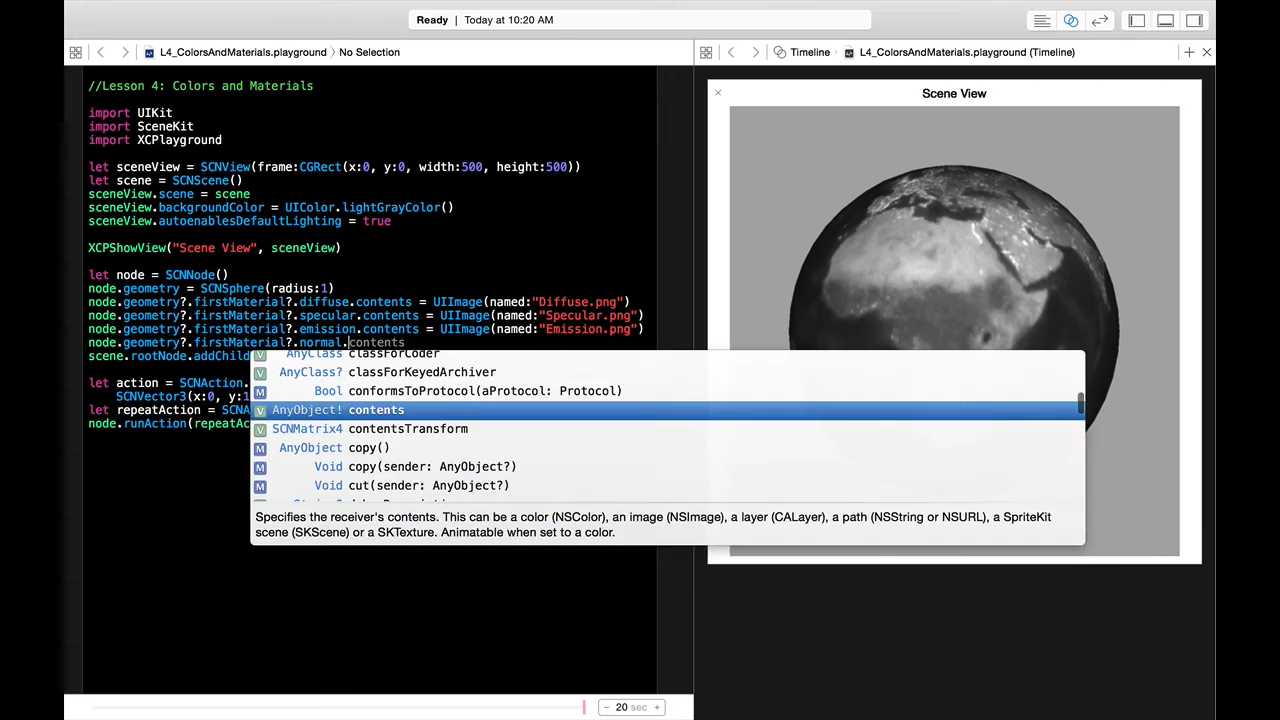 Ready | Today at 10:20 AM
L4_ColorsAndMaterials.playground 〉 No Selection
Timeline 〉 L4_ColorsAndMaterials.playground (Timeline)
//Lesson 4: Colors and Materials
import UIKit
import SceneKit
import XCPlayground
let sceneView = SCNView(frame:CGRect(x:0, y:0, width:500, height:500))
let scene = SCNScene()
sceneView.scene = scene
sceneView.backgroundColor = UIColor.lightGrayColor()
sceneView.autoenablesDefaultLighting = true
XCPShowView("Scene View", sceneView)
let node = SCNNode()
node.geometry = SCNSphere(radius:1)
node.geometry?.firstMaterial?.diffuse.contents = UIImage(named:"Diffuse.png")
node.geometry?.firstMaterial?.specular.contents = UIImage(named:"Specular.png")
node.geometry?.firstMaterial?.emission.contents = UIImage(named:"Emission.png")
node.geometry?.firstMaterial?.normal.contents
scene.rootNode.addChild
let action = SCNAction.
SCNVector3(x:0, y:1
let repeatAction = SCNA
node.runAction(repeatAc
AnyClass classForCoder
AnyClass? classForKeyedArchiver
Bool conformsToProtocol(aProtocol: Protocol)
AnyObject! contents
SCNMatrix4 contentsTransform
AnyObject copy()
Void copy(sender: AnyObject?)
Void cut(sender: AnyObject?)
Specifies the receiver's contents. This can be a color (NSColor), an image (NSImage), a layer (CALayer), a path (NSString or NSURL), a SpriteKit
scene (SKScene) or a SKTexture. Animatable when set to a color.
Scene View
− 20 sec +